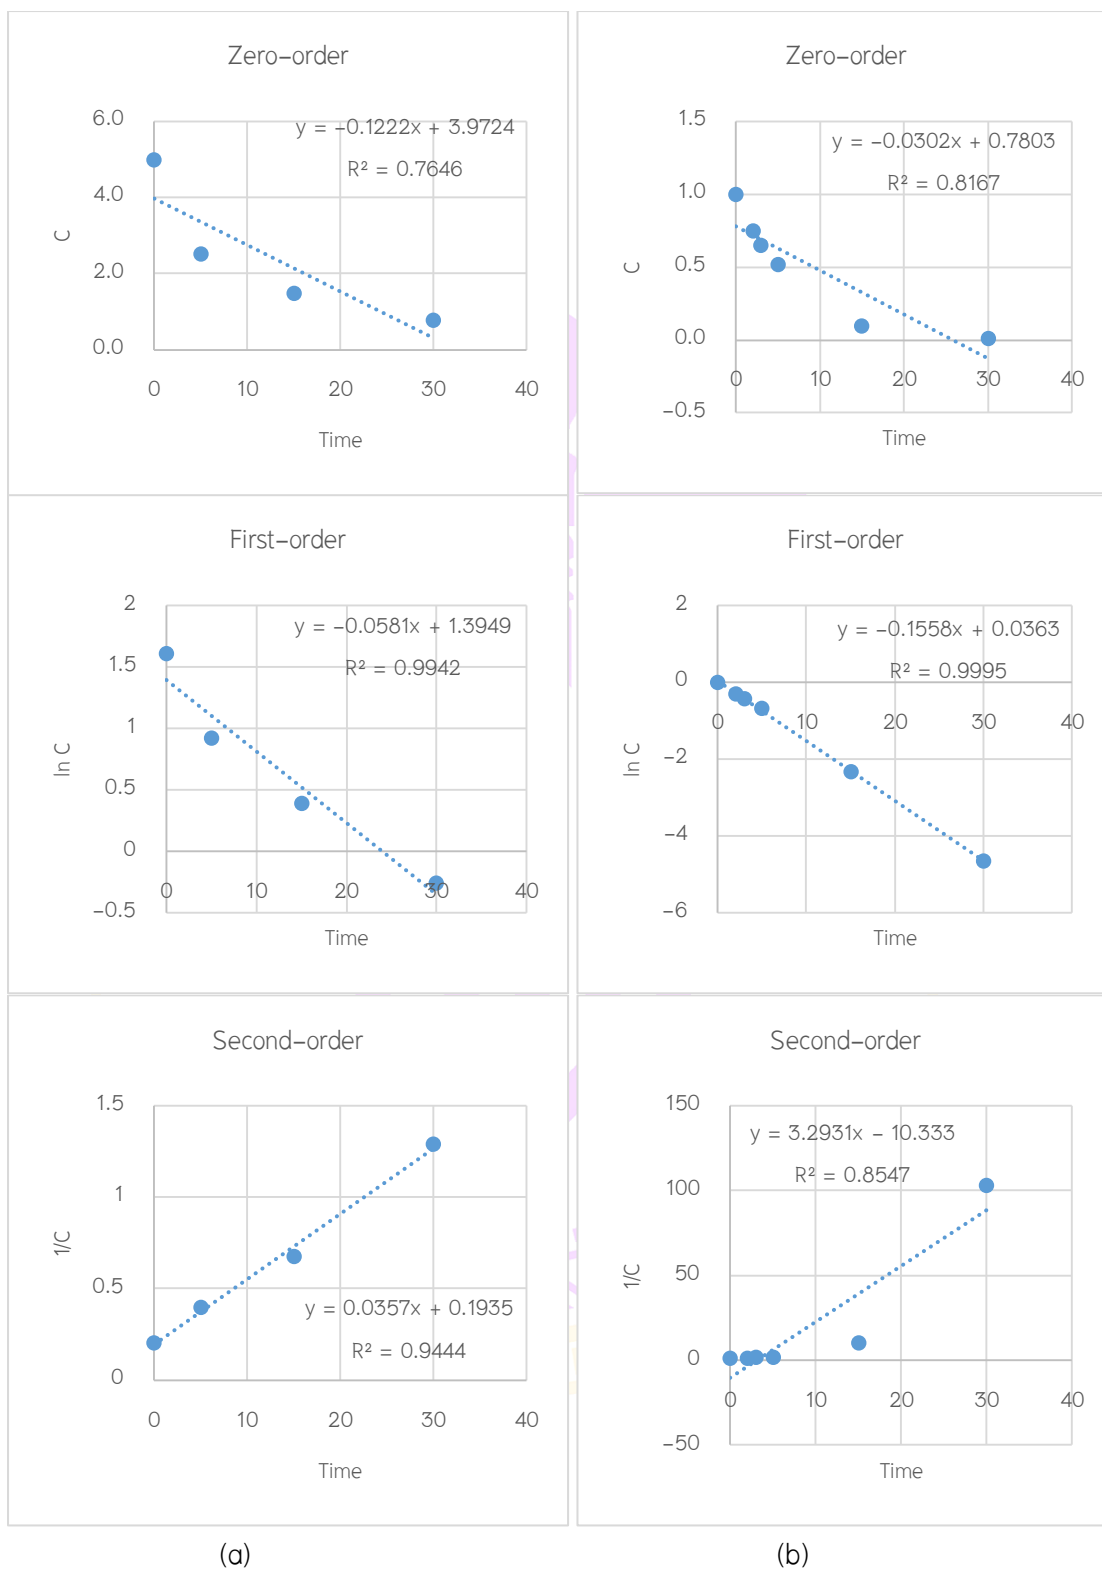 Zero-order
6.0
y = -0.1222x + 3.9724
R² = 0.7646
4.0
C
2.0
0.0
0 10 20 30 40
Time
Zero-order
1.5
y = -0.0302x + 0.7803
R² = 0.8167
1.0
0.5
C
0.0
0 10 20 30 40
-0.5
Time
First-order
2
y = -0.0581x + 1.3949
R² = 0.9942
1.5
1
ln C
0.5
0
0 10 20 30 40
-0.5
Time
First-order
2
y = -0.1558x + 0.0363
R² = 0.9995
0
0 10 20 30 40
ln C
-2
-4
-6
Time
Second-order
1.5
1
1/C
0.5
y = 0.0357x + 0.1935
R² = 0.9444
0
0 10 20 30 40
Time
Second-order
150
y = 3.2931x - 10.333
R² = 0.8547
100
1/C
50
0
0 10 20 30 40
-50
Time
(a)
(b)